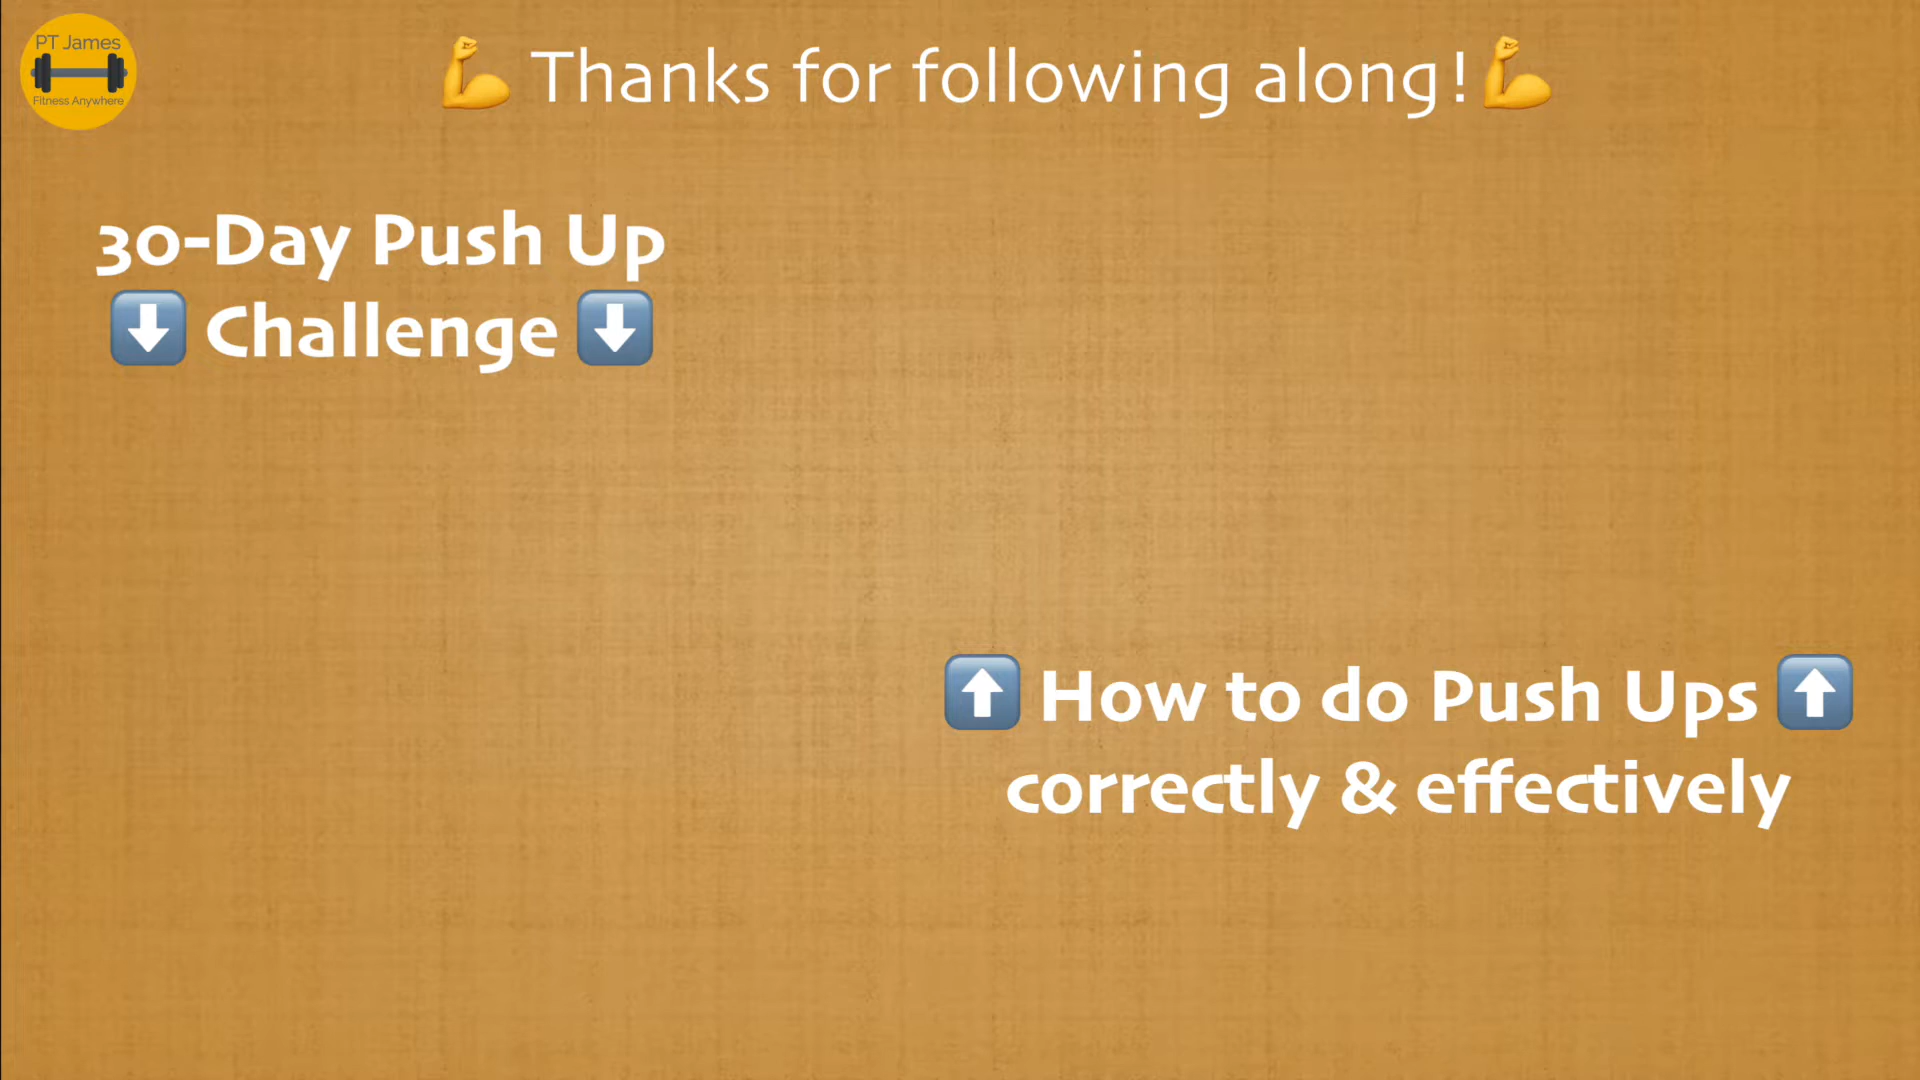 PT James
Fitness Anywhere
💪 Thanks for following along! 💪
30-Day Push Up
⬇️ Challenge ⬇️
⬆️ How to do Push Ups ⬆️
correctly & effectively